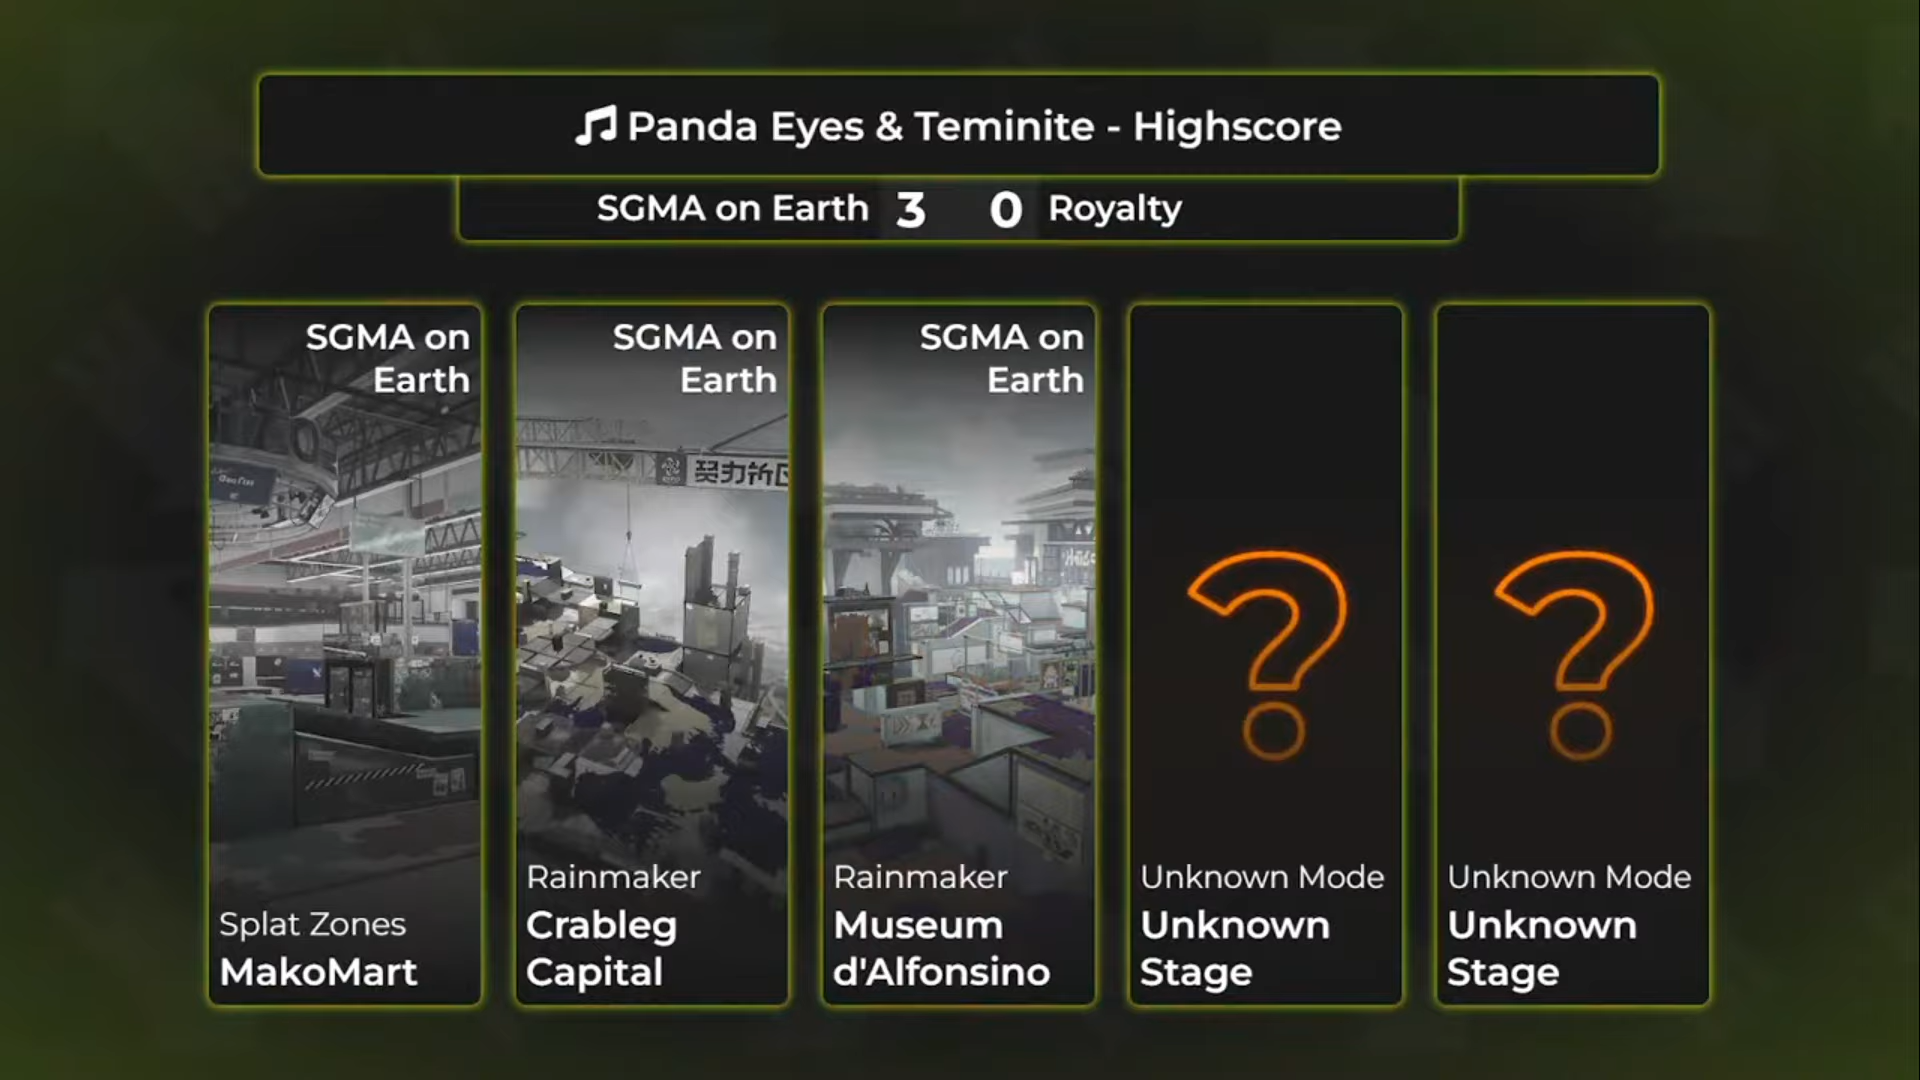 Panda Eyes & Teminite - Highscore
SGMA on Earth 3 0 Royalty
SGMA on
Earth
Splat Zones
MakoMart
SGMA on
Earth
Rainmaker
Crableg
Capital
SGMA on
Earth
Rainmaker
Museum
d'Alfonsino
Unknown Mode
Unknown
Stage
Unknown Mode
Unknown
Stage